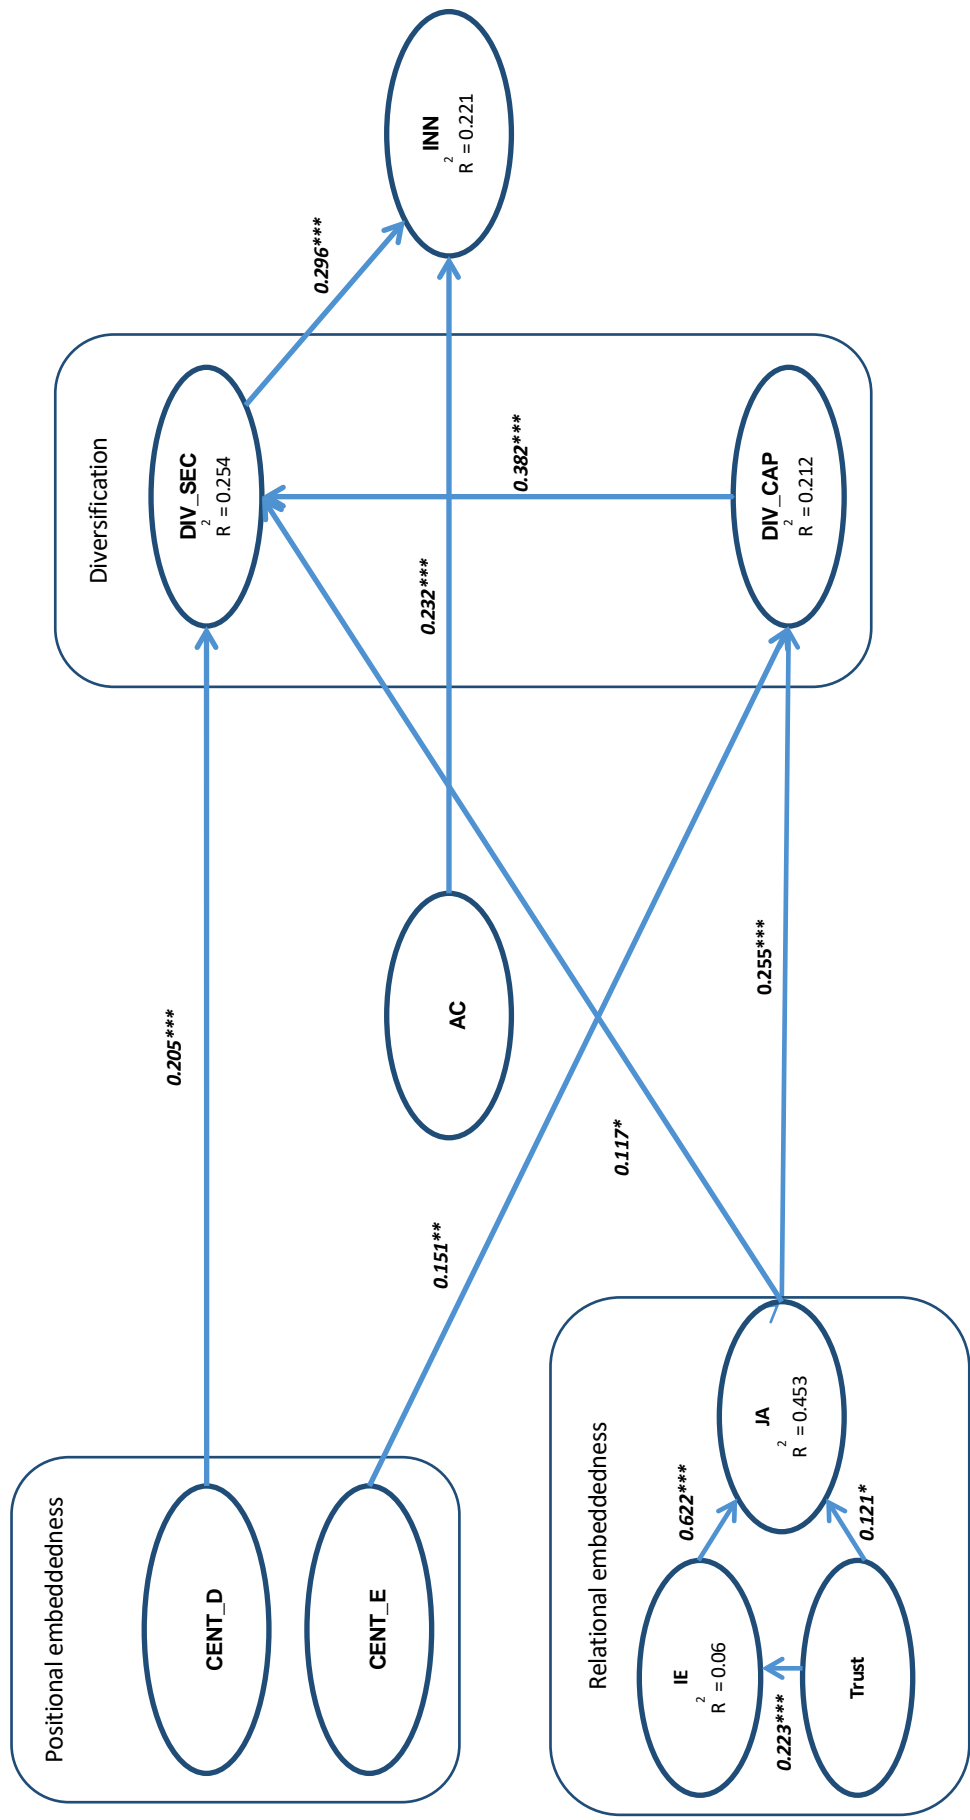 Positional embeddedness
CENT_D
CENT_E
0.205***
0.151**
AC
0.232***
Diversification
DIV_SEC
R² = 0.254
0.296***
INN
R² = 0.221
0.382***
DIV_CAP
R² = 0.212
0.117*
0.255***
Relational embeddedness
IE
R² = 0.06
0.622***
JA
R² = 0.453
0.223***
Trust
0.121*